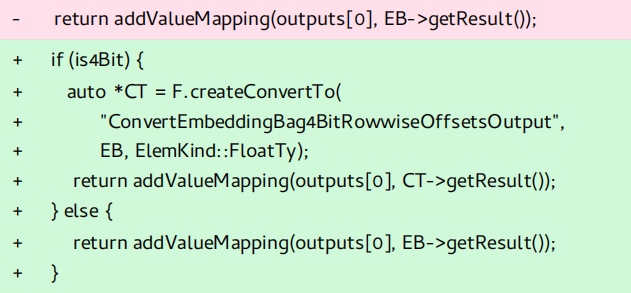 -    return addValueMapping(outputs[0], EB->getResult());
+    if (is4Bit) {
+      auto *CT = F.createConvertTo(
+          "ConvertEmbeddingBag4BitRowwiseOffsetsOutput",
+          EB, ElemKind::FloatTy);
+      return addValueMapping(outputs[0], CT->getResult());
+    } else {
+      return addValueMapping(outputs[0], EB->getResult());
+    }